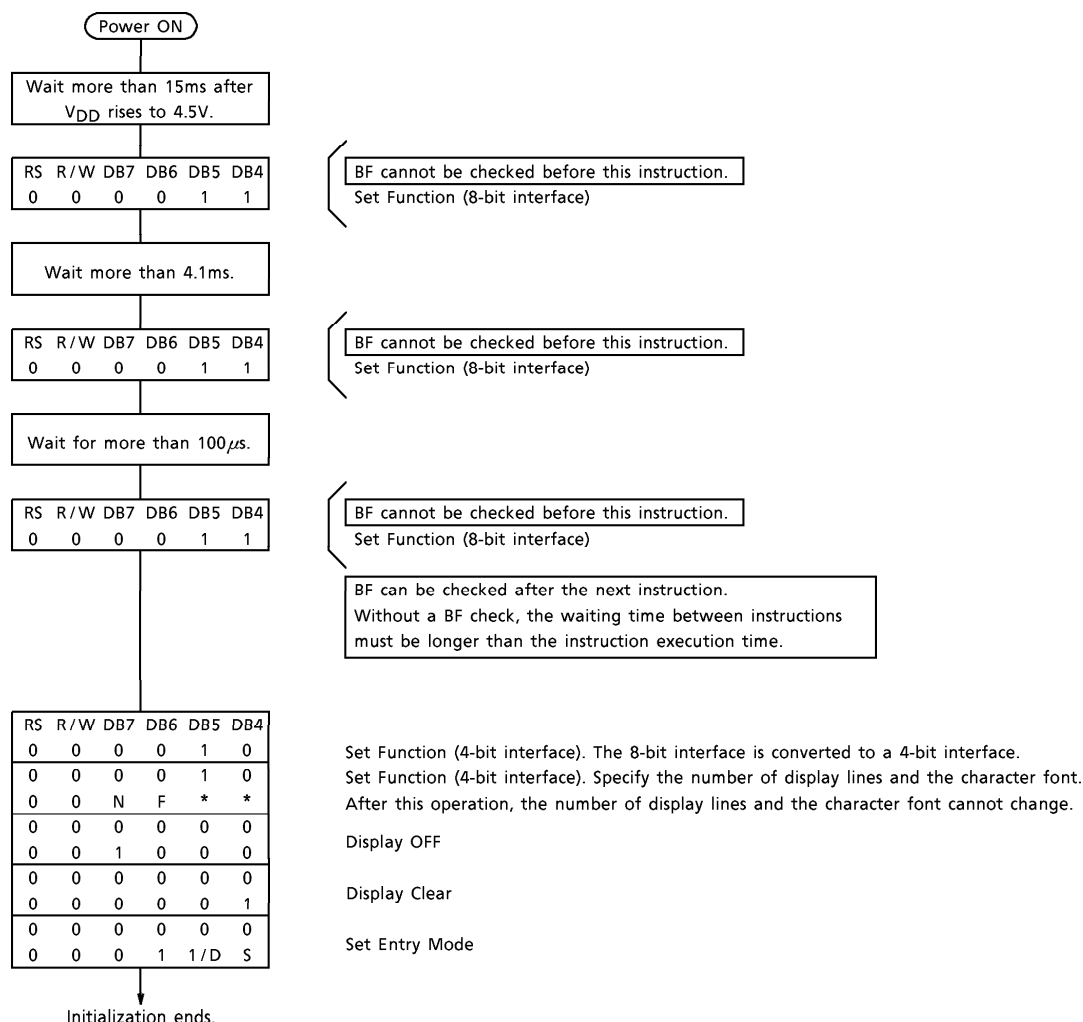 Power ON
Wait more than 15ms after
VDD rises to 4.5V.
RS R/W DB7 DB6 DB5 DB4
0 0 0 0 1 1
BF cannot be checked before this instruction.
Set Function (8-bit interface)
Wait more than 4.1ms.
RS R/W DB7 DB6 DB5 DB4
0 0 0 0 1 1
BF cannot be checked before this instruction.
Set Function (8-bit interface)
Wait for more than 100μs.
RS R/W DB7 DB6 DB5 DB4
0 0 0 0 1 1
BF cannot be checked before this instruction.
Set Function (8-bit interface)
BF can be checked after the next instruction.
Without a BF check, the waiting time between instructions
must be longer than the instruction execution time.
RS R/W DB7 DB6 DB5 DB4
0 0 0 0 1 0
Set Function (4-bit interface). The 8-bit interface is converted to a 4-bit interface.
0 0 0 0 1 0
Set Function (4-bit interface). Specify the number of display lines and the character font.
0 0 N F * *
After this operation, the number of display lines and the character font cannot change.
0 0 0 0 0 0
0 0 1 0 0 0
Display OFF
0 0 0 0 0 0
0 0 0 0 0 1
Display Clear
0 0 0 0 0 0
0 0 0 1 1/D S
Set Entry Mode
Initialization ends.